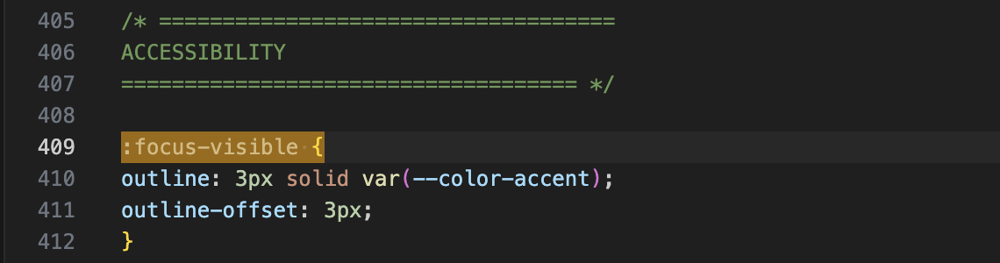 405 /* ====================================
406 ACCESSIBILITY
407 ==================================== */
408
409 :focus-visible {
410 outline: 3px solid var(--color-accent);
411 outline-offset: 3px;
412 }